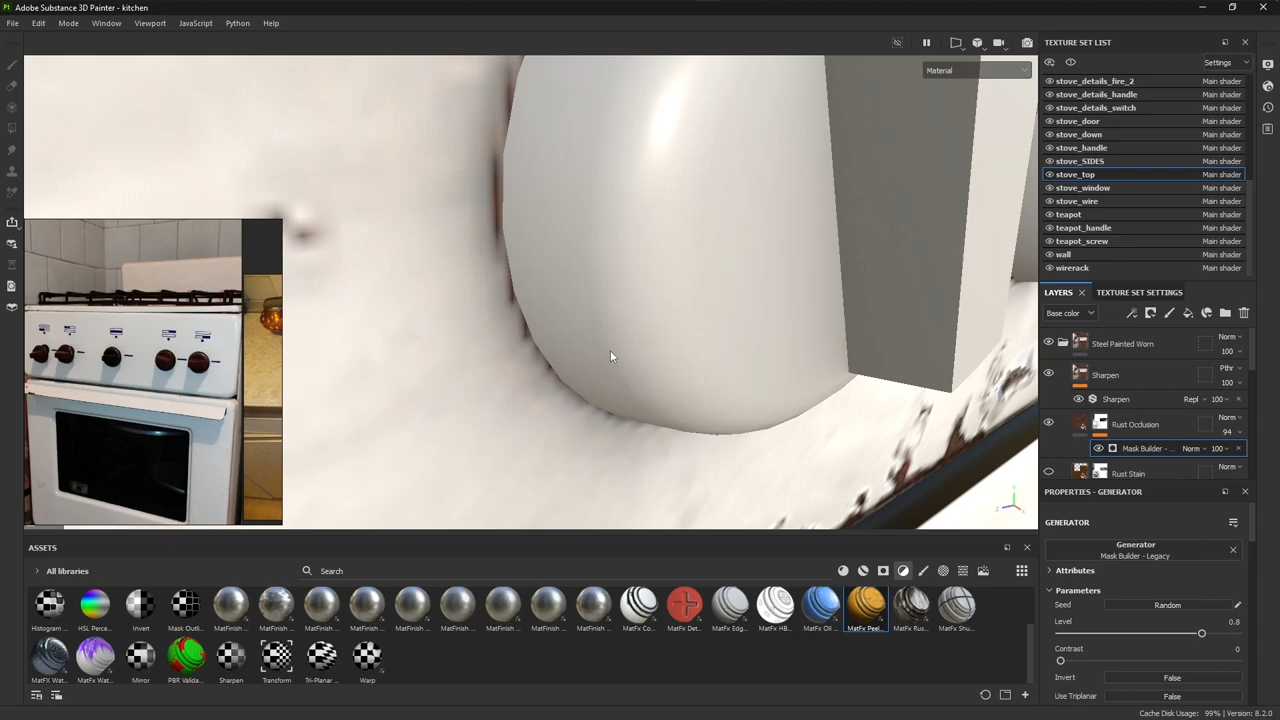 Adobe Substance 3D Painter - kitchen
File Edit Mode Window Viewport JavaScript Python Help
Material
TEXTURE SET LIST
Settings
stove_details_fire_2 Main shader
stove_details_handle Main shader
stove_details_switch Main shader
stove_door Main shader
stove_down Main shader
stove_handle Main shader
stove_SIDES Main shader
stove_top Main shader
stove_window Main shader
stove_wire Main shader
teapot Main shader
teapot_handle Main shader
teapot_screw Main shader
wall Main shader
wirerack Main shader
LAYERS TEXTURE SET SETTINGS
Base color
Steel Painted Worn Norm 100
Sharpen Pthr 100
Sharpen Repl 100
Rust Occlusion Norm 94
Mask Builder - ... Norm 100
Rust Stain Norm
PROPERTIES - GENERATOR
GENERATOR
Generator
Mask Builder - Legacy
Attributes
Parameters
Seed Random
Level 0.8
Contrast 0
Invert False
Use Triplanar False
ASSETS
All libraries Search
Histogram ... HSL Perce... Invert Mask Outli... MatFinish ... MatFinish ... MatFinish ... MatFinish ... MatFinish ... MatFinish ... MatFinish ... MatFinish ... MatFinish ... MatFx Co... MatFx Det... MatFx Edg... MatFx HB... MatFx Oil ... MatFx Peel... MatFx Rus... MatFx Shu...
MatFX Wat... MatFx Wat... Mirror PBR Valida... Sharpen Transform Tri-Planar ... Warp
Cache Disk Usage: 99% | Version: 8.2.0